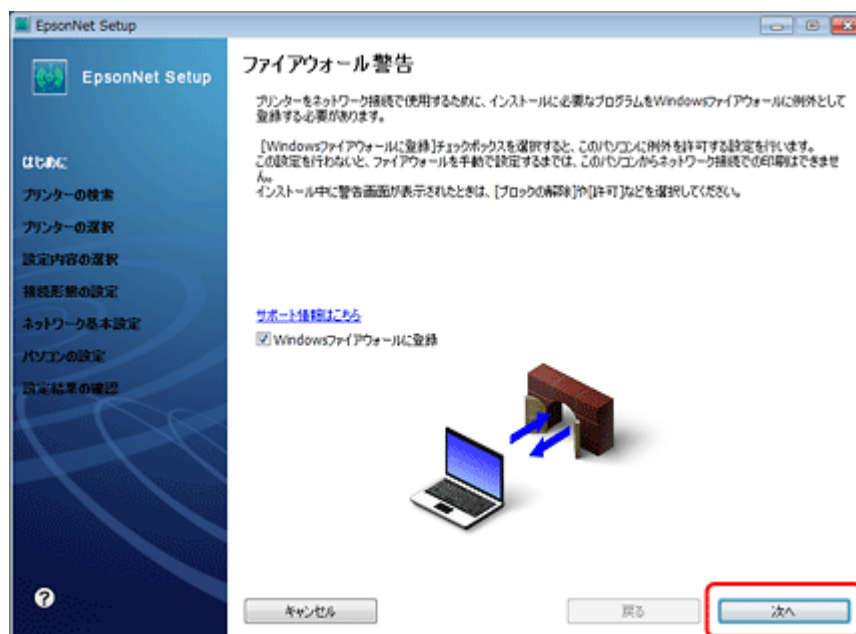 EpsonNet Setup
EpsonNet Setup
はじめに
プリンターの検索
プリンターの選択
設定内容の選択
接続形態の設定
ネットワーク基本設定
パソコンの設定
設定結果の確認
ファイアウォール警告
プリンターをネットワーク接続で使用するために、インストールに必要なプログラムをWindowsファイアウォールに例外として
登録する必要があります。
[Windowsファイアウォールに登録]チェックボックスを選択すると、このパソコンに例外を許可する設定を行います。
この設定を行わないと、ファイアウォールを手動で設定するまでは、このパソコンからネットワーク接続での印刷はできませ
ん。
インストール中に警告画面が表示されたときは、[ブロックの解除]や[許可]などを選択してください。
サポート情報はこちら
Windowsファイアウォールに登録
?
キャンセル
戻る
次へ